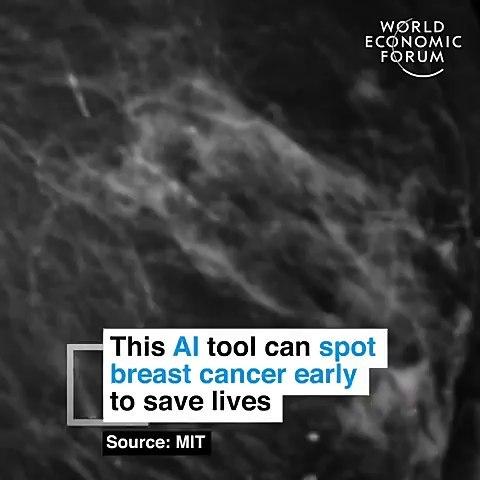 WORLD
ECONOMIC
FORUM
This AI tool can spot
breast cancer early
to save lives
Source: MIT